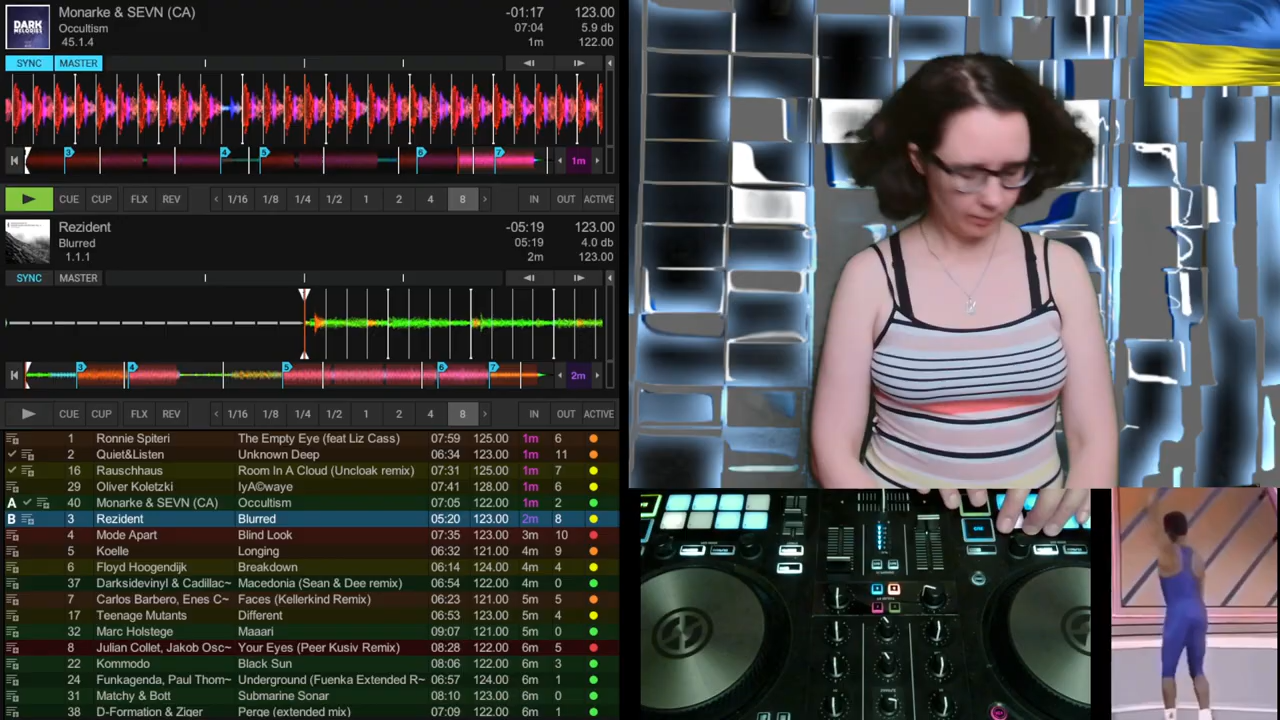 Monarke & SEVN (CA) -01:17 123.00
DARK MELODIES Occultism 07:04 5.9 db
45.1.4 1m 122.00
SYNC MASTER
3 4 5 6 7 1m
CUE CUP FLX REV 1/16 1/8 1/4 1/2 1 2 4 8 IN OUT ACTIVE
Rezident -05:19 123.00
Blurred 05:19 4.0 db
1.1.1 2m 123.00
SYNC MASTER
3 4 5 6 7 2m
CUE CUP FLX REV 1/16 1/8 1/4 1/2 1 2 4 8 IN OUT ACTIVE
1 Ronnie Spiteri The Empty Eye (feat Liz Cass) 07:59 125.00 1m 6
2 Quiet&Listen Unknown Deep 06:34 123.00 1m 11
16 Rauschhaus Room In A Cloud (Uncloak remix) 07:31 125.00 1m 7
29 Oliver Koletzki IyA©waye 07:41 128.00 1m 6
A 40 Monarke & SEVN (CA) Occultism 07:05 122.00 1m 2
B 3 Rezident Blurred 05:20 123.00 2m 8
4 Mode Apart Blind Look 07:35 123.00 3m 10
5 Koelle Longing 06:32 121.00 4m 9
6 Floyd Hoogendijk Breakdown 06:14 124.00 4m 6
37 Darksidevinyl & Cadillac~ Macedonia (Sean & Dee remix) 06:54 122.00 4m 0
7 Carlos Barbero, Enes C~ Faces (Kellerkind Remix) 06:23 121.00 5m 5
17 Teenage Mutants Different 06:53 123.00 5m 4
32 Marc Holstege Maaari 09:07 121.00 5m 0
8 Julian Collet, Jakob Osc~ Your Eyes (Peer Kusiv Remix) 08:28 122.00 6m 5
22 Kommodo Black Sun 08:06 122.00 6m 3
24 Funkagenda, Paul Thom~ Underground (Fuenka Extended R~ 06:57 124.00 6m 1
31 Matchy & Bott Submarine Sonar 08:10 123.00 6m 0
38 D-Formation & Ziger Perge (extended mix) 07:09 122.00 6m 1